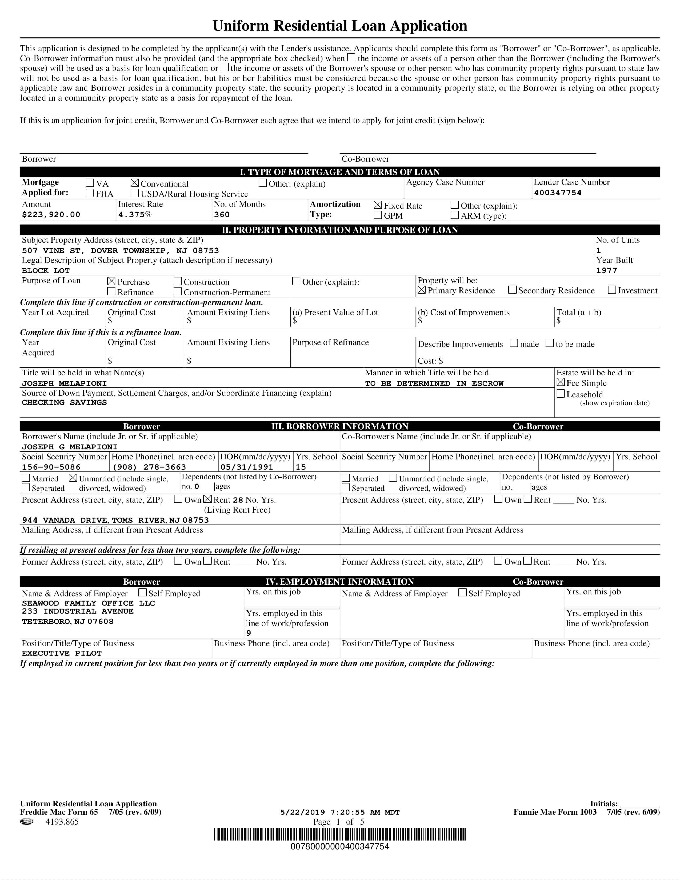 Uniform Residential Loan Application
This application is designed to be completed by the applicant(s) with the Lender's assistance. Applicants should complete this form as "Borrower" or "Co-Borrower", as applicable.
Co-Borrower information must also be provided (and the appropriate box checked) when ☐ the income or assets of a person other than the Borrower (including the Borrower's
spouse) will be used as a basis for loan qualification or ☐ the income or assets of the Borrower's spouse or other person who has community property rights pursuant to state law
will not be used as a basis for loan qualification, but his or her liabilities must be considered because the spouse or other person has community property rights pursuant to
applicable law and Borrower resides in a community property state, the security property is located in a community property state, or the Borrower is relying on other property
located in a community property state as a basis for repayment of the loan.
If this is an application for joint credit, Borrower and Co-Borrower each agree that we intend to apply for joint credit (sign below):
Borrower Co-Borrower
I. TYPE OF MORTGAGE AND TERMS OF LOAN
Mortgage ☐ VA ☒ Conventional ☐ Other (explain) Agency Case Number Lender Case Number
Applied for: ☐ FHA ☐ USDA/Rural Housing Service 400347754
Amount Interest Rate No. of Months Amortization ☒ Fixed Rate ☐ Other (explain):
$223,920.00 4.375% 360 Type: ☐ GPM ☐ ARM (type):
II. PROPERTY INFORMATION AND PURPOSE OF LOAN
Subject Property Address (street, city, state & ZIP) No. of Units
507 VINE ST, DOVER TOWNSHIP, NJ 08753 1
Legal Description of Subject Property (attach description if necessary) Year Built
BLOCK LOT 1977
Purpose of Loan ☒ Purchase ☐ Construction ☐ Other (explain): Property will be:
☐ Refinance ☐ Construction-Permanent ☒ Primary Residence ☐ Secondary Residence ☐ Investment
Complete this line if construction or construction-permanent loan.
Year Lot Acquired Original Cost Amount Existing Liens (a) Present Value of Lot (b) Cost of Improvements Total (a + b)
$ $ $ $ $
Complete this line if this is a refinance loan.
Year Original Cost Amount Existing Liens Purpose of Refinance Describe Improvements ☐ made ☐ to be made
Acquired
$ $ Cost: $
Title will be held in what Name(s) Manner in which Title will be held Estate will be held in:
JOSEPH MELAPIONI TO BE DETERMINED IN ESCROW ☒ Fee Simple
Source of Down Payment, Settlement Charges, and/or Subordinate Financing (explain) ☐ Leasehold
CHECKING SAVINGS (show expiration date)
Borrower III. BORROWER INFORMATION Co-Borrower
Borrower's Name (include Jr. or Sr. if applicable) Co-Borrower's Name (include Jr. or Sr. if applicable)
JOSEPH G MELAPIONI
Social Security Number Home Phone(incl. area code) DOB(mm/dd/yyyy) Yrs. School Social Security Number Home Phone(incl. area code) DOB(mm/dd/yyyy) Yrs. School
156-90-5086 (908) 278-3663 05/31/1991 15
☐ Married ☒ Unmarried (include single, Dependents (not listed by Co-Borrower) ☐ Married ☐ Unmarried (include single, Dependents (not listed by Borrower)
☐ Separated divorced, widowed) no. 0 ages ☐ Separated divorced, widowed) no. ages
Present Address (street, city, state, ZIP) ☐ Own ☒ Rent 28 No. Yrs. Present Address (street, city, state, ZIP) ☐ Own ☐ Rent ____ No. Yrs.
(Living Rent Free)
944 VANADA DRIVE, TOMS RIVER, NJ 08753
Mailing Address, if different from Present Address Mailing Address, if different from Present Address
If residing at present address for less than two years, complete the following:
Former Address (street, city, state, ZIP) ☐ Own ☐ Rent ____ No. Yrs. Former Address (street, city, state, ZIP) ☐ Own ☐ Rent ____ No. Yrs.
Borrower IV. EMPLOYMENT INFORMATION Co-Borrower
Name & Address of Employer ☐ Self Employed Yrs. on this job Name & Address of Employer ☐ Self Employed Yrs. on this job
SEAWOOD FAMILY OFFICE LLC
233 INDUSTRIAL AVENUE Yrs. employed in this Yrs. employed in this
TETERBORO, NJ 07608 line of work/profession line of work/profession
9
Position/Title/Type of Business Business Phone (incl. area code) Position/Title/Type of Business Business Phone (incl. area code)
EXECUTIVE PILOT
If employed in current position for less than two years or if currently employed in more than one position, complete the following:
Uniform Residential Loan Application Initials:
Freddie Mac Form 65 7/05 (rev. 6/09) 5/22/2019 7:20:55 AM MDT Fannie Mae Form 1003 7/05 (rev. 6/09)
4193.865 Page 1 of 5
00780000000400347754